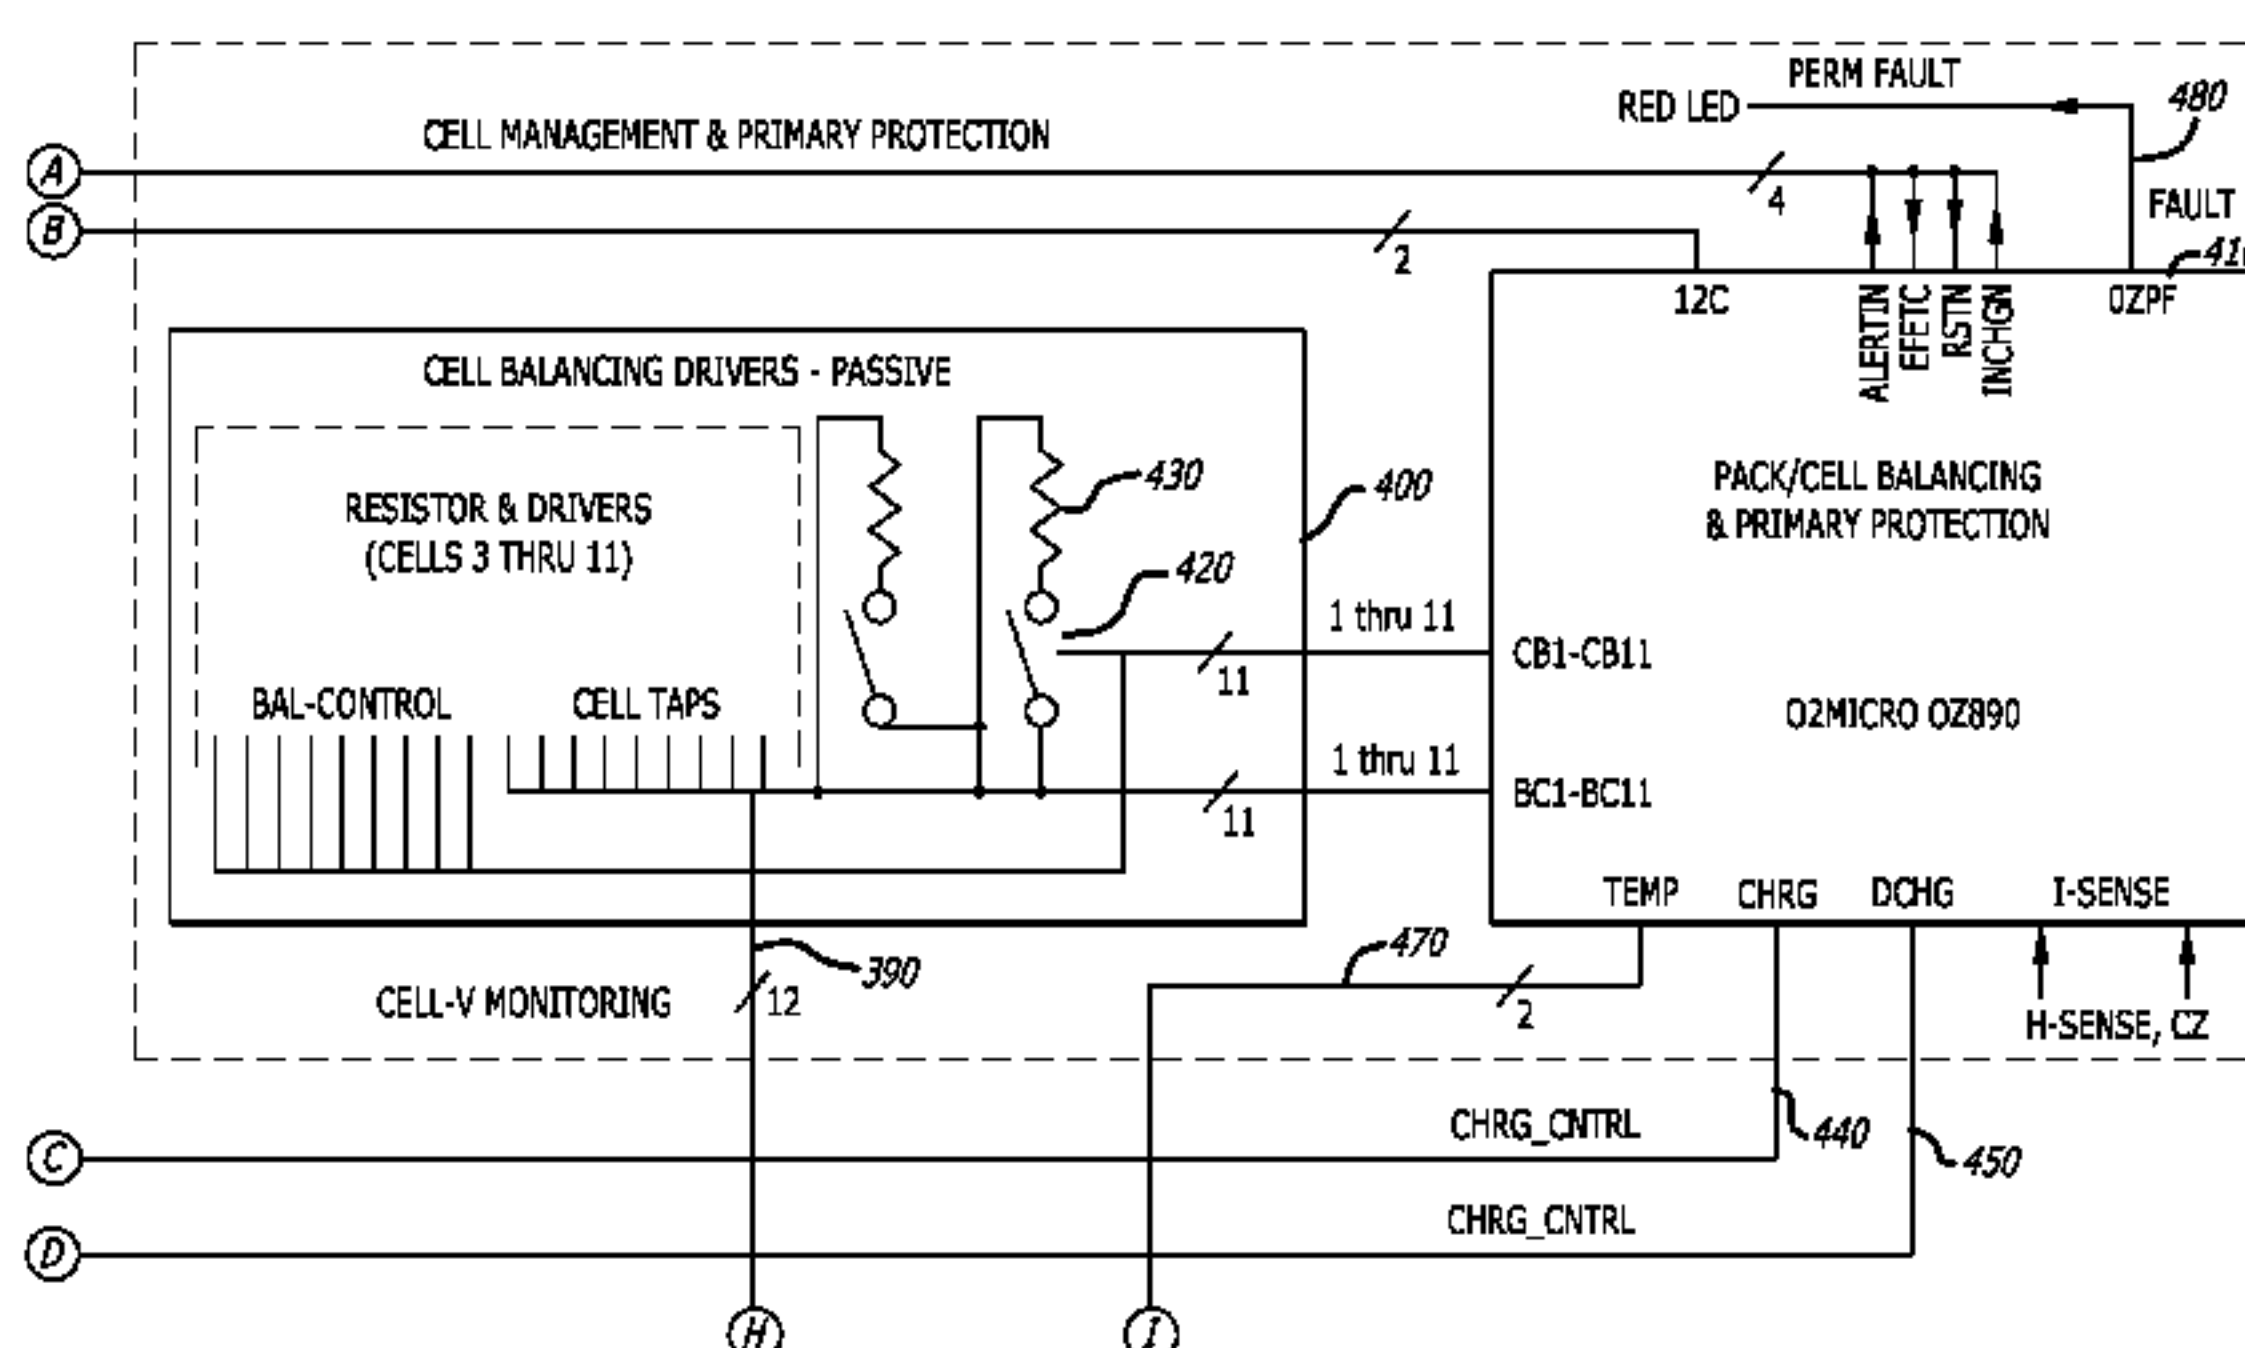 PERM FAULT
RED LED
480
CELL MANAGEMENT & PRIMARY PROTECTION
A
4
FAULT
B
2
12C
ALERTIN
EFETC
RSTN
INCHGN
OZPF
CELL BALANCING DRIVERS - PASSIVE
RESISTOR & DRIVERS
(CELLS 3 THRU 11)
430
400
420
PACK/CELL BALANCING
& PRIMARY PROTECTION
1 thru 11
CB1-CB11
11
BAL-CONTROL
CELL TAPS
O2MICRO OZ890
1 thru 11
BC1-BC11
11
TEMP
CHRG
DCHG
I-SENSE
470
390
CELL-V MONITORING
12
2
H-SENSE, CZ
CHRG_CNTRL
440
C
450
CHRG_CNTRL
D
H
I